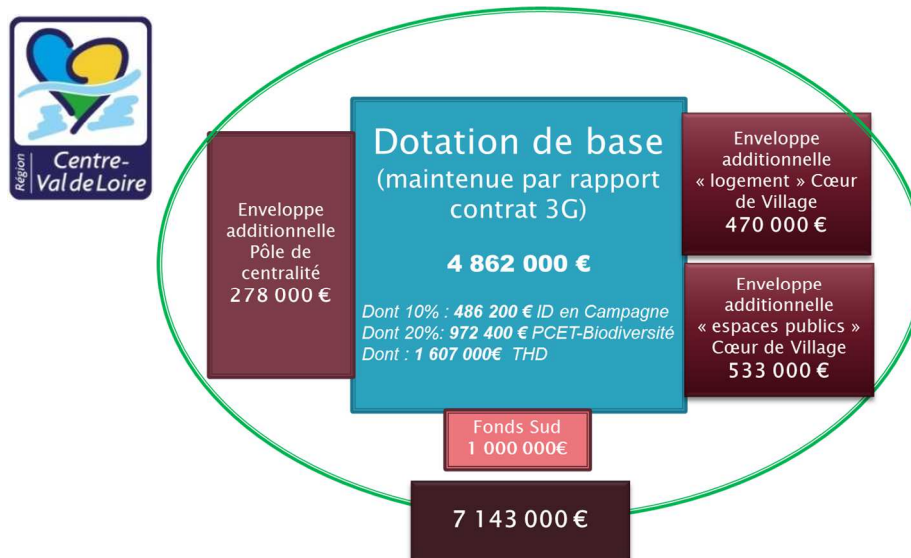 Région
Centre-
Val de Loire
Enveloppe
additionnelle
Pôle de
centralité
278 000 €
Dotation de base
(maintenue par rapport
contrat 3G)
4 862 000 €
Dont 10% : 486 200 € ID en Campagne
Dont 20%: 972 400 € PCET-Biodiversité
Dont : 1 607 000€ THD
Enveloppe
additionnelle
« logement » Cœur
de Village
470 000 €
Enveloppe
additionnelle
« espaces publics »
Cœur de Village
533 000 €
Fonds Sud
1 000 000€
7 143 000 €